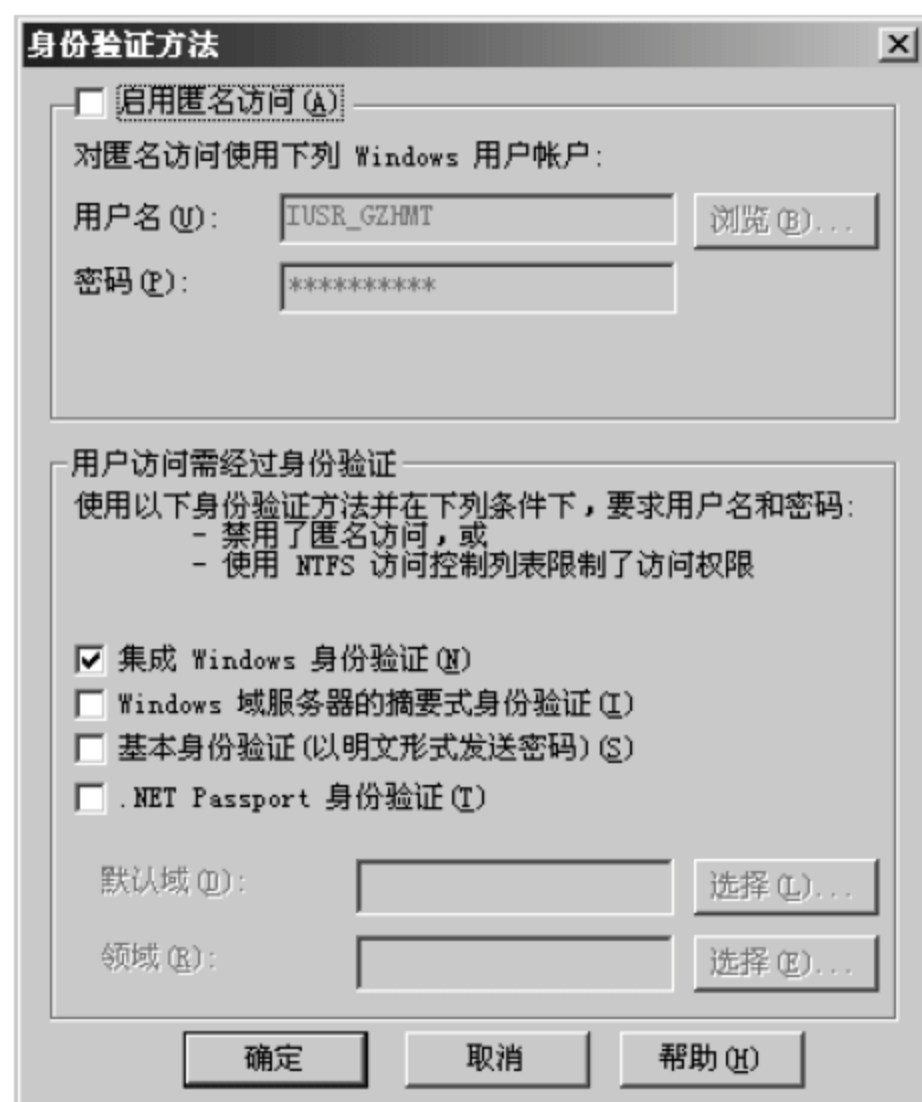 身份验证方法
启用匿名访问(A)
对匿名访问使用下列 Windows 用户帐户:
用户名(U): IUSR_GZHMT 浏览(B)...
密码(P): **********
用户访问需经过身份验证
使用以下身份验证方法并在下列条件下，要求用户名和密码:
- 禁用了匿名访问，或
- 使用 NTFS 访问控制列表限制了访问权限
集成 Windows 身份验证(N)
Windows 域服务器的摘要式身份验证(I)
基本身份验证(以明文形式发送密码)(S)
.NET Passport 身份验证(T)
默认域(D): 选择(L)...
领域(R): 选择(E)...
确定 取消 帮助(H)